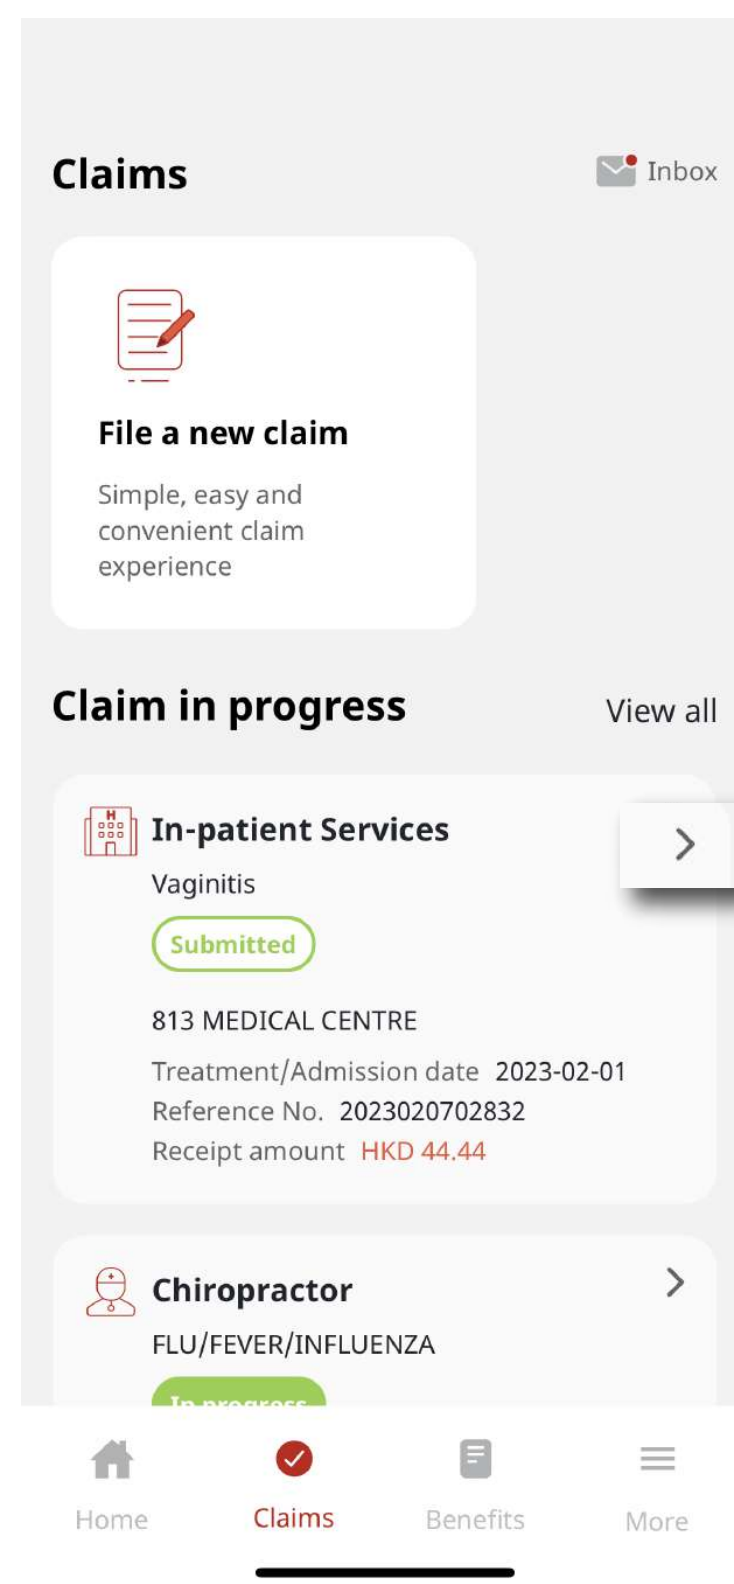 Claims
Inbox
File a new claim
Simple, easy and
convenient claim
experience
Claim in progress
View all
In-patient Services
Vaginitis
Submitted
813 MEDICAL CENTRE
Treatment/Admission date 2023-02-01
Reference No. 2023020702832
Receipt amount HKD 44.44
Chiropractor
FLU/FEVER/INFLUENZA
In progress
Home
Claims
Benefits
More